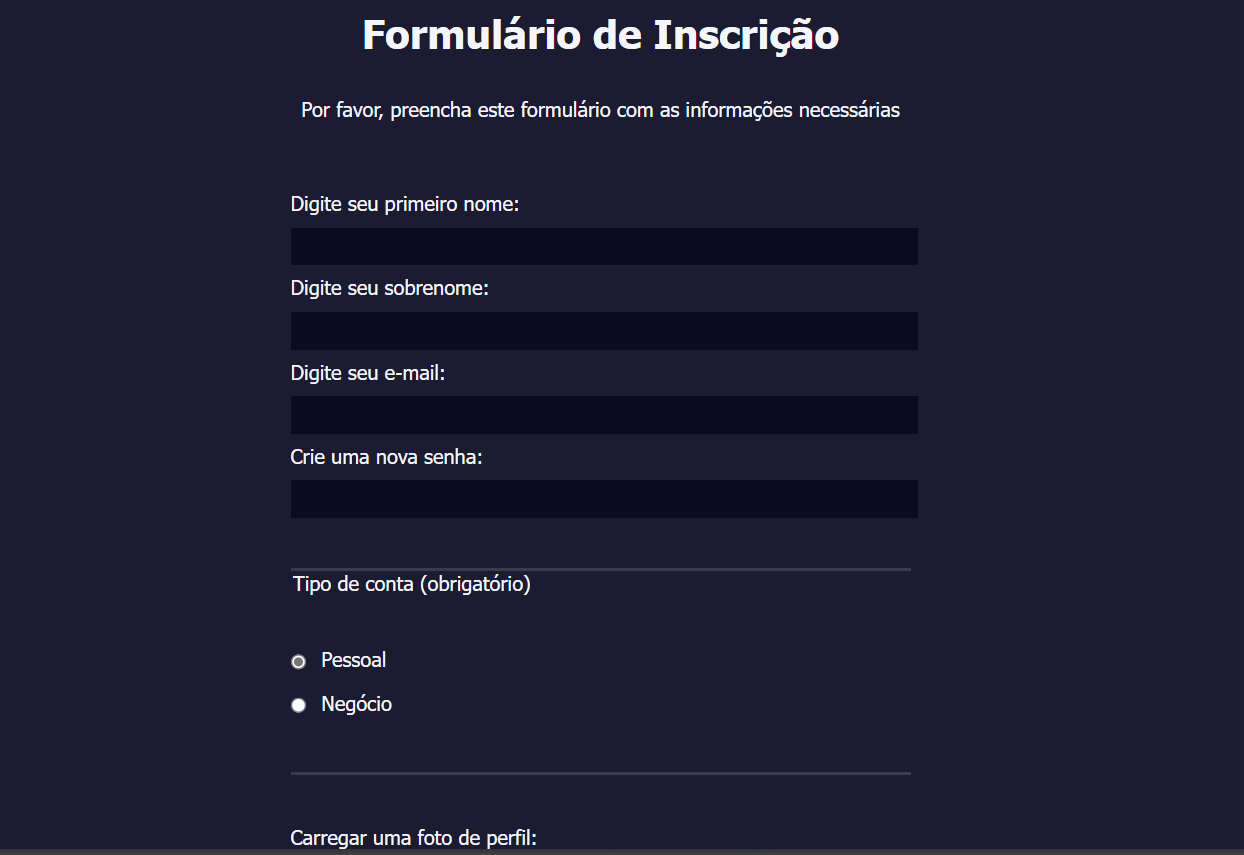 Formulário de Inscrição
Por favor, preencha este formulário com as informações necessárias
Digite seu primeiro nome:
Digite seu sobrenome:
Digite seu e-mail:
Crie uma nova senha:
Tipo de conta (obrigatório)
Pessoal
Negócio
Carregar uma foto de perfil: